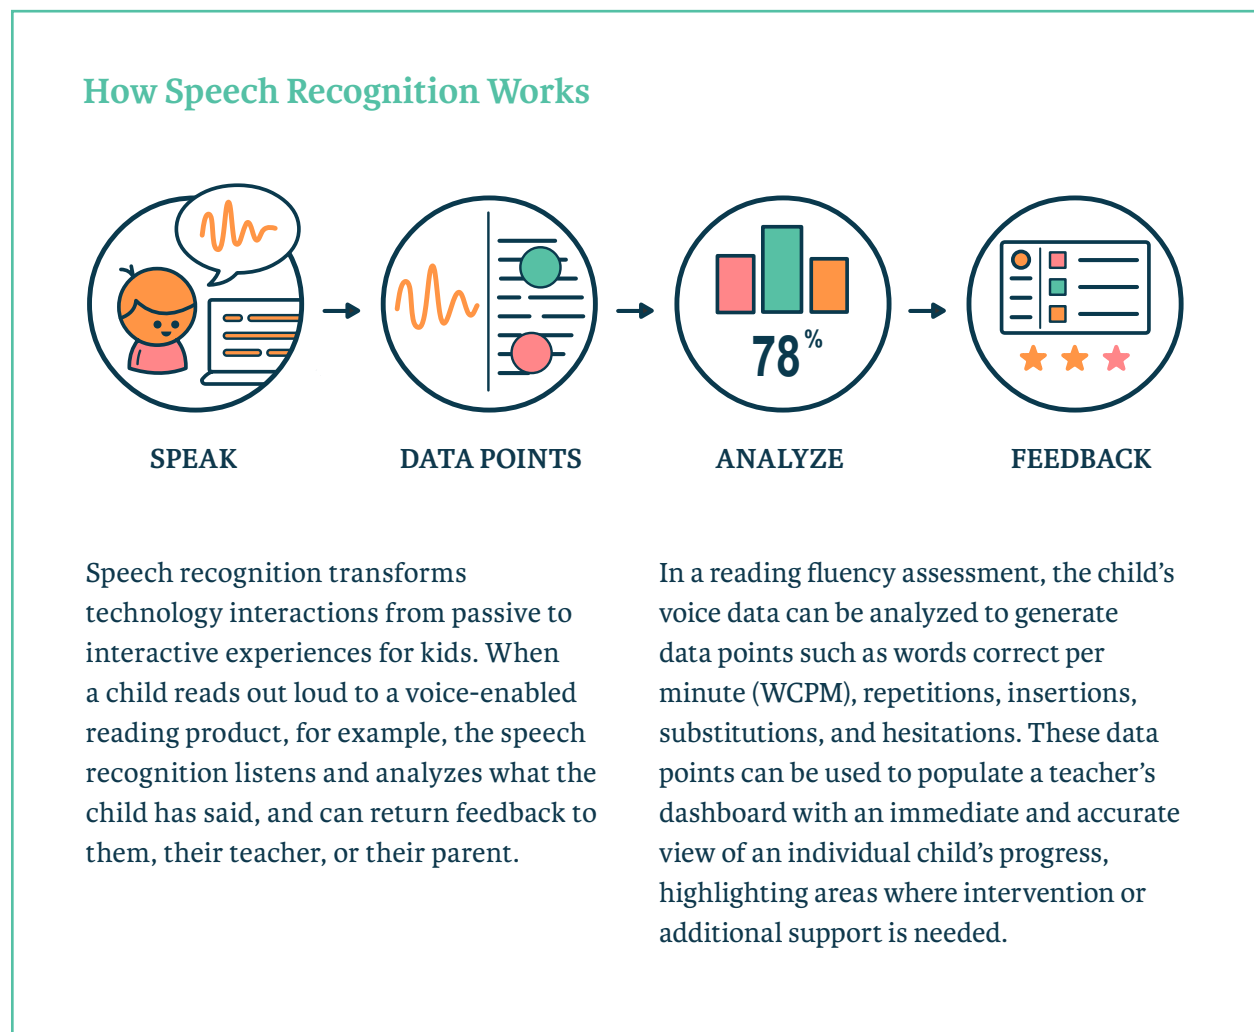 How Speech Recognition Works
78%
SPEAK
DATA POINTS
ANALYZE
FEEDBACK
Speech recognition transforms
technology interactions from passive to
interactive experiences for kids. When
a child reads out loud to a voice-enabled
reading product, for example, the speech
recognition listens and analyzes what the
child has said, and can return feedback to
them, their teacher, or their parent.
In a reading fluency assessment, the child’s
voice data can be analyzed to generate
data points such as words correct per
minute (WCPM), repetitions, insertions,
substitutions, and hesitations. These data
points can be used to populate a teacher’s
dashboard with an immediate and accurate
view of an individual child’s progress,
highlighting areas where intervention or
additional support is needed.